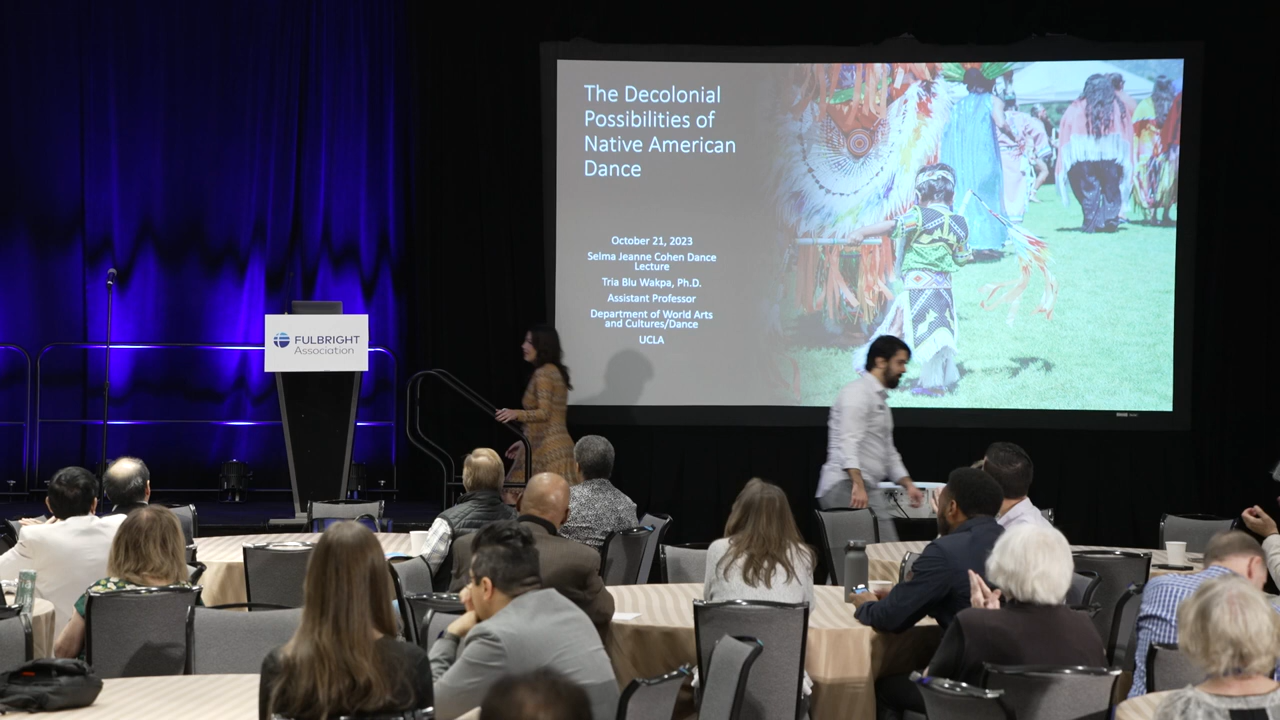 The Decolonial
Possibilities of
Native American
Dance
October 21, 2023
Selma Jeanne Cohen Dance
Lecture
Tria Blu Wakpa, Ph.D.
Assistant Professor
Department of World Arts
and Cultures/Dance
UCLA
FULBRIGHT
Association